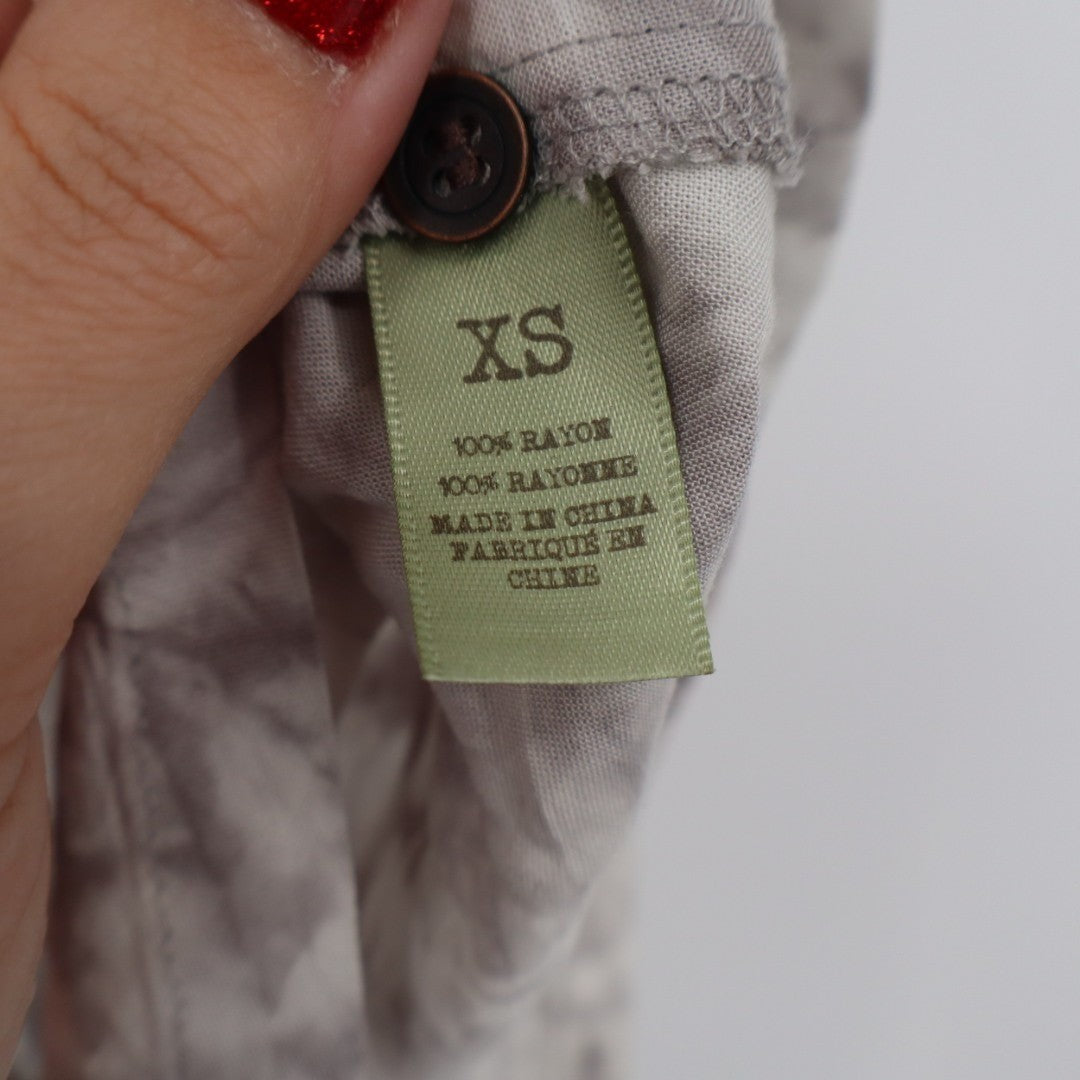 XS
100% RAYON
100% RAYONNE
MADE IN CHINA
FABRIQUÉ EN
CHINE